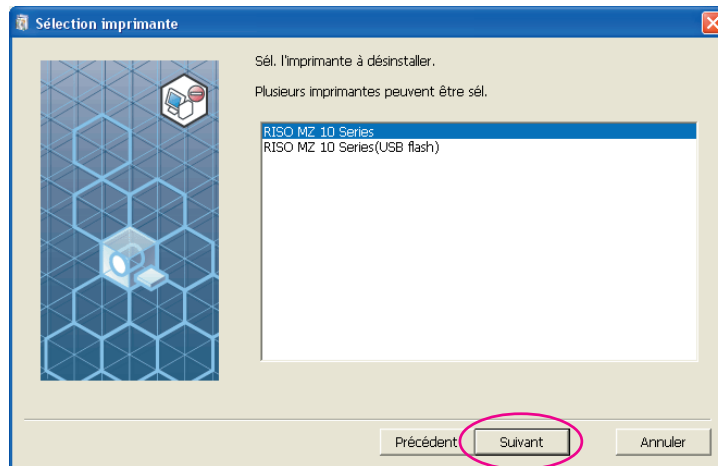 Sélection imprimante
Sél. l'imprimante à désinstaller.
Plusieurs imprimantes peuvent être sél.
RISO MZ 10 Series
RISO MZ 10 Series(USB flash)
Précédent Suivant Annuler